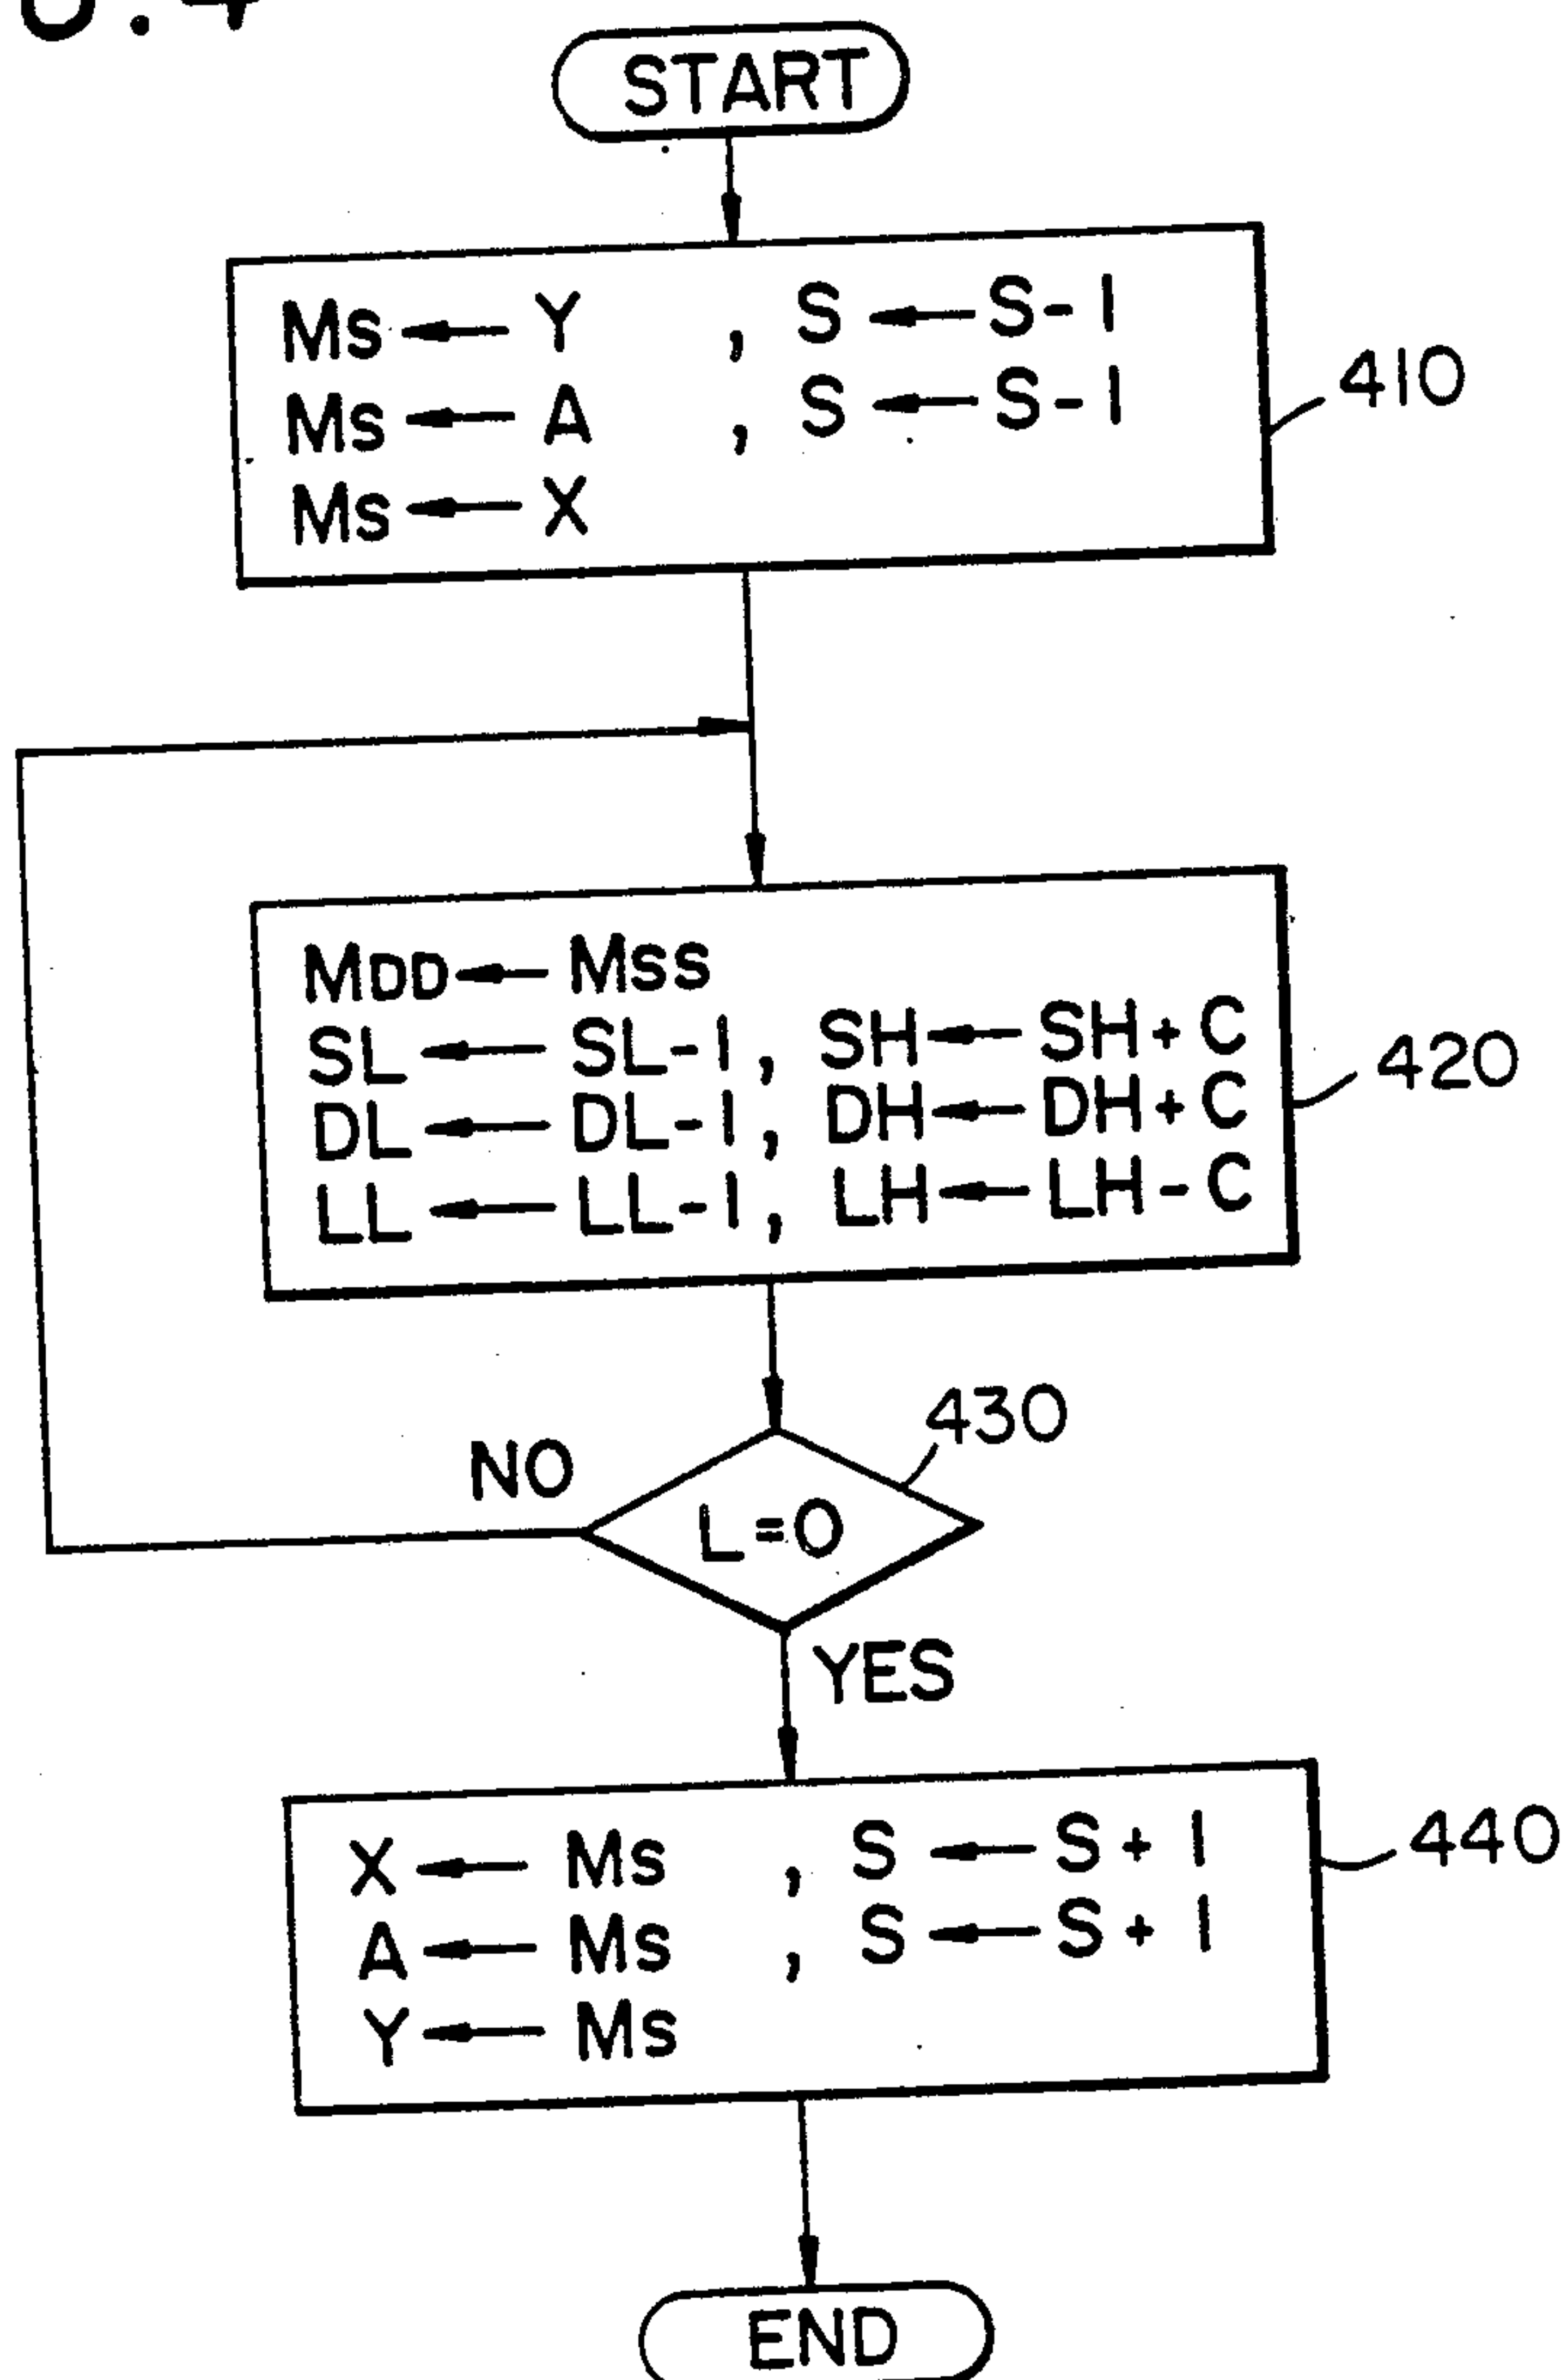 START
Ms ← Y , S ← S-1
Ms ← A , S ← S-1
Ms ← X
410
MDD ← MSS
SL ← SL-1, SH ← SH+C
DL ← DL-1, DH ← DH+C
LL ← LL-1, LH ← LH-C
420
430
NO
L=0
YES
X ← Ms , S ← S+1
A ← Ms , S ← S+1
Y ← Ms
440
END